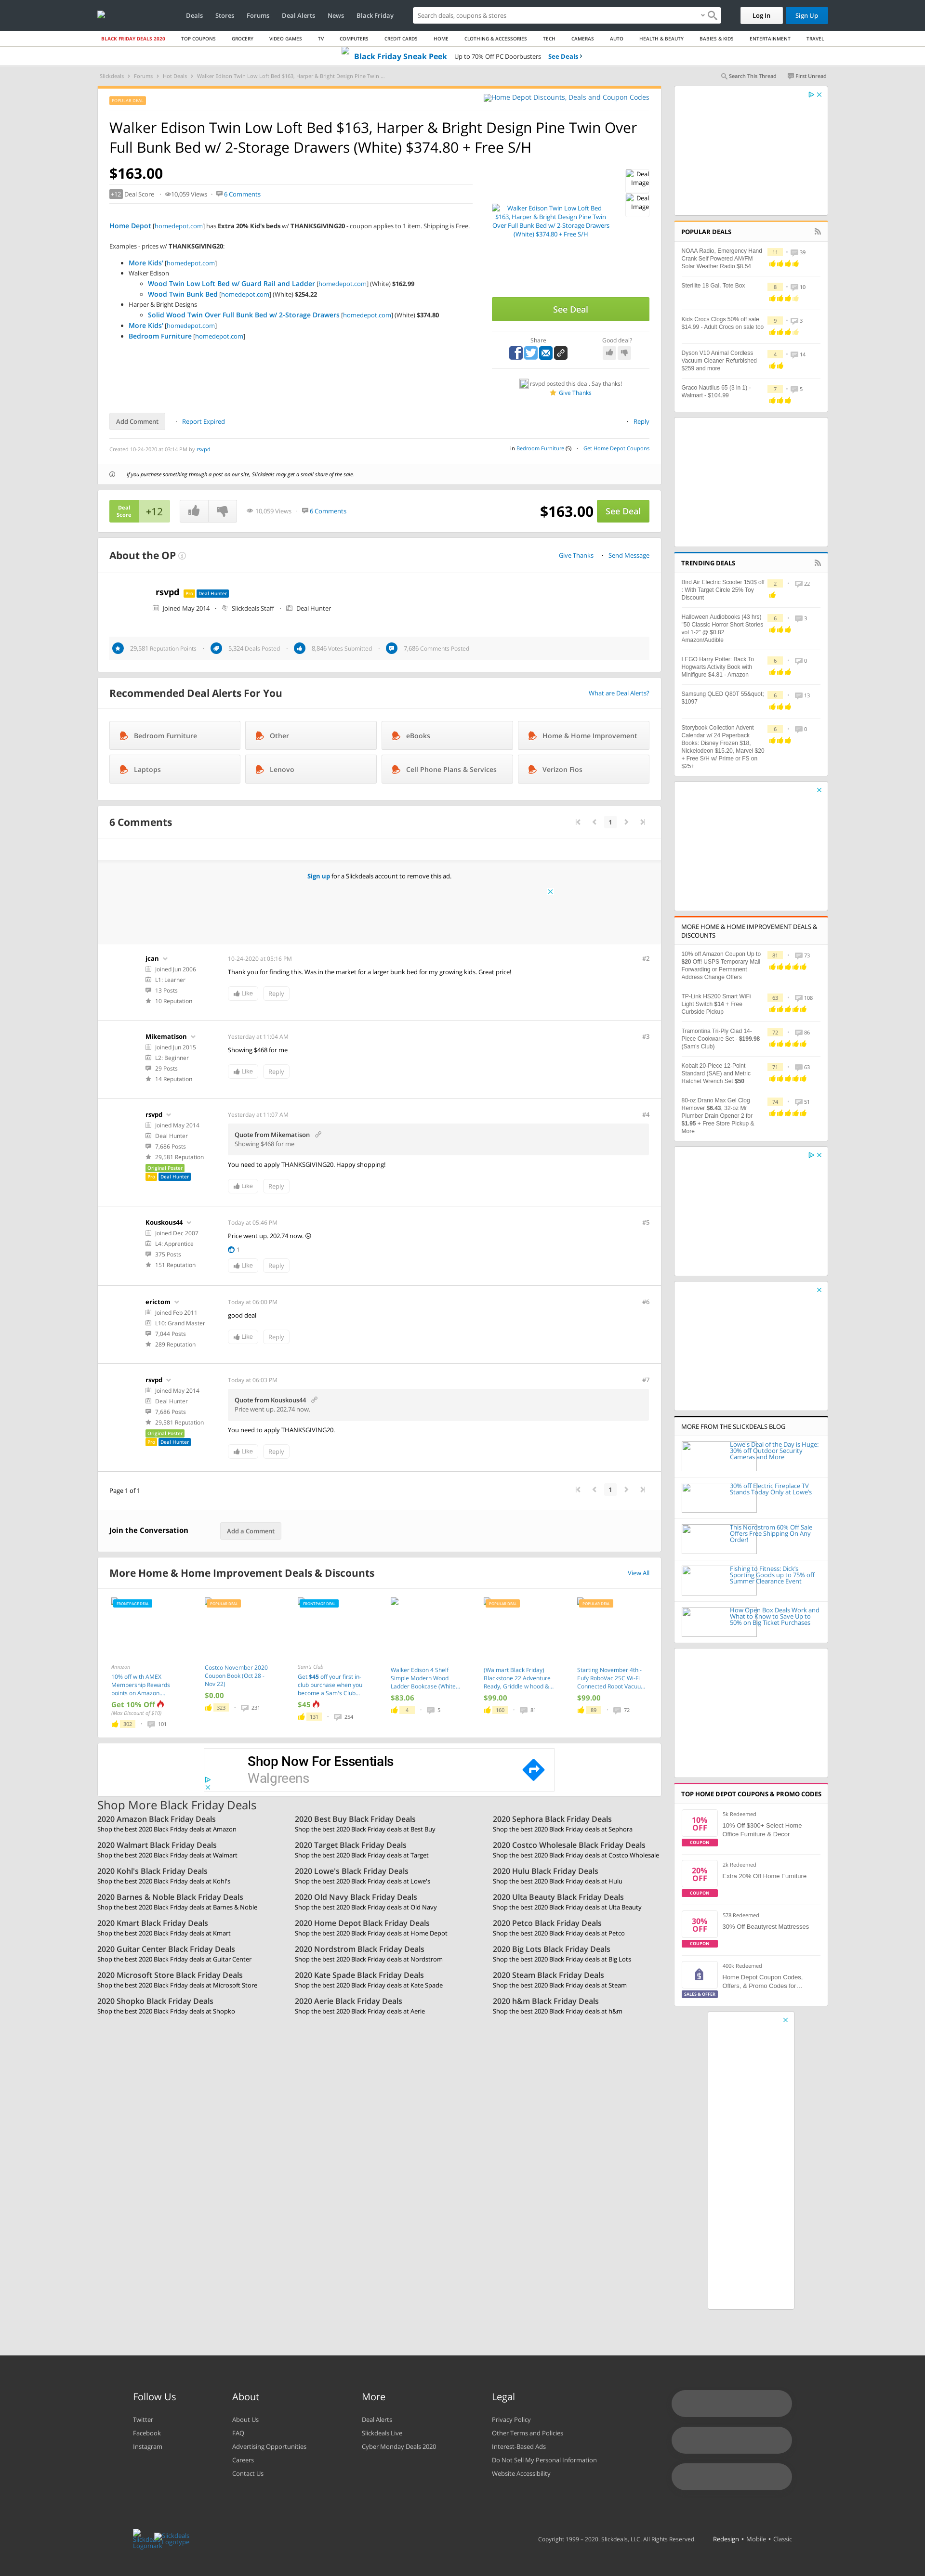 Deals Stores Forums Deal Alerts News Black Friday
Search deals, coupons & stores
Log In
Sign Up
BLACK FRIDAY DEALS 2020 TOP COUPONS GROCERY VIDEO GAMES TV COMPUTERS CREDIT CARDS HOME CLOTHING & ACCESSORIES TECH CAMERAS AUTO HEALTH & BEAUTY BABIES & KIDS ENTERTAINMENT TRAVEL
Black Friday Sneak Peek Up to 70% Off PC Doorbusters See Deals
Slickdeals Forums Hot Deals Walker Edison Twin Low Loft Bed $163, Harper & Bright Design Pine Twin ...
Search This Thread
First Unread
POPULAR DEAL
Home Depot Discounts, Deals and Coupon Codes
Walker Edison Twin Low Loft Bed $163, Harper & Bright Design Pine Twin Over
Full Bunk Bed w/ 2-Storage Drawers (White) $374.80 + Free S/H
$163.00
+12 Deal Score 10,059 Views 6 Comments
Home Depot [homedepot.com] has Extra 20% Kid's beds w/ THANKSGIVING20 - coupon applies to 1 item. Shipping is Free.
Examples - prices w/ THANKSGIVING20:
More Kids' [homedepot.com]
Walker Edison
Wood Twin Low Loft Bed w/ Guard Rail and Ladder [homedepot.com] (White) $162.99
Wood Twin Bunk Bed [homedepot.com] (White) $254.22
Harper & Bright Designs
Solid Wood Twin Over Full Bunk Bed w/ 2-Storage Drawers [homedepot.com] (White) $374.80
More Kids' [homedepot.com]
Bedroom Furniture [homedepot.com]
Walker Edison Twin Low Loft Bed
$163, Harper & Bright Design Pine Twin
Over Full Bunk Bed w/ 2-Storage Drawers
(White) $374.80 + Free S/H
Deal
Image
Deal
Image
See Deal
Share
Good deal?
rsvpd posted this deal. Say thanks!
Give Thanks
Add Comment
Report Expired
Reply
Created 10-24-2020 at 03:14 PM by rsvpd
in Bedroom Furniture (5) Get Home Depot Coupons
If you purchase something through a post on our site, Slickdeals may get a small share of the sale.
Deal
Score
+12
10,059 Views 6 Comments
$163.00
See Deal
About the OP
Give Thanks Send Message
rsvpd Pro Deal Hunter
Joined May 2014 Slickdeals Staff Deal Hunter
29,581 Reputation Points 5,324 Deals Posted 8,846 Votes Submitted 7,686 Comments Posted
Recommended Deal Alerts For You
What are Deal Alerts?
Bedroom Furniture
Other
eBooks
Home & Home Improvement
Laptops
Lenovo
Cell Phone Plans & Services
Verizon Fios
6 Comments
1
Sign up for a Slickdeals account to remove this ad.
jcan
Joined Jun 2006
L1: Learner
13 Posts
10 Reputation
10-24-2020 at 05:16 PM
#2
Thank you for finding this. Was in the market for a larger bunk bed for my growing kids. Great price!
Like Reply
Mikematison
Joined Jun 2015
L2: Beginner
29 Posts
14 Reputation
Yesterday at 11:04 AM
#3
Showing $468 for me
Like Reply
rsvpd
Joined May 2014
Deal Hunter
7,686 Posts
29,581 Reputation
Original Poster
Pro Deal Hunter
Yesterday at 11:07 AM
#4
Quote from Mikematison
Showing $468 for me
You need to apply THANKSGIVING20. Happy shopping!
Like Reply
Kouskous44
Joined Dec 2007
L4: Apprentice
375 Posts
151 Reputation
Today at 05:46 PM
#5
Price went up. 202.74 now. ☹
1
Like Reply
erictom
Joined Feb 2011
L10: Grand Master
7,044 Posts
289 Reputation
Today at 06:00 PM
#6
good deal
Like Reply
rsvpd
Joined May 2014
Deal Hunter
7,686 Posts
29,581 Reputation
Original Poster
Pro Deal Hunter
Today at 06:03 PM
#7
Quote from Kouskous44
Price went up. 202.74 now.
You need to apply THANKSGIVING20.
Like Reply
Page 1 of 1
1
Join the Conversation
Add a Comment
More Home & Home Improvement Deals & Discounts
View All
FRONTPAGE DEAL
Amazon
10% off with AMEX
Membership Rewards
points on Amazon....
Get 10% Off
(Max Discount of $10)
302 101
POPULAR DEAL
Costco November 2020
Coupon Book (Oct 28 -
Nov 22)
$0.00
323 231
FRONTPAGE DEAL
Sam's Club
Get $45 off your first in-
club purchase when you
become a Sam's Club...
$45
131 254
Walker Edison 4 Shelf
Simple Modern Wood
Ladder Bookcase (White...
$83.06
4 5
POPULAR DEAL
(Walmart Black Friday)
Blackstone 22 Adventure
Ready, Griddle w hood &...
$99.00
160 81
POPULAR DEAL
Starting November 4th -
Eufy RoboVac 25C Wi-Fi
Connected Robot Vacuu...
$99.00
89 72
Shop Now For Essentials
Walgreens
Shop More Black Friday Deals
2020 Amazon Black Friday Deals
Shop the best 2020 Black Friday deals at Amazon
2020 Best Buy Black Friday Deals
Shop the best 2020 Black Friday deals at Best Buy
2020 Sephora Black Friday Deals
Shop the best 2020 Black Friday deals at Sephora
2020 Walmart Black Friday Deals
Shop the best 2020 Black Friday deals at Walmart
2020 Target Black Friday Deals
Shop the best 2020 Black Friday deals at Target
2020 Costco Wholesale Black Friday Deals
Shop the best 2020 Black Friday deals at Costco Wholesale
2020 Kohl's Black Friday Deals
Shop the best 2020 Black Friday deals at Kohl's
2020 Lowe's Black Friday Deals
Shop the best 2020 Black Friday deals at Lowe's
2020 Hulu Black Friday Deals
Shop the best 2020 Black Friday deals at Hulu
2020 Barnes & Noble Black Friday Deals
Shop the best 2020 Black Friday deals at Barnes & Noble
2020 Old Navy Black Friday Deals
Shop the best 2020 Black Friday deals at Old Navy
2020 Ulta Beauty Black Friday Deals
Shop the best 2020 Black Friday deals at Ulta Beauty
2020 Kmart Black Friday Deals
Shop the best 2020 Black Friday deals at Kmart
2020 Home Depot Black Friday Deals
Shop the best 2020 Black Friday deals at Home Depot
2020 Petco Black Friday Deals
Shop the best 2020 Black Friday deals at Petco
2020 Guitar Center Black Friday Deals
Shop the best 2020 Black Friday deals at Guitar Center
2020 Nordstrom Black Friday Deals
Shop the best 2020 Black Friday deals at Nordstrom
2020 Big Lots Black Friday Deals
Shop the best 2020 Black Friday deals at Big Lots
2020 Microsoft Store Black Friday Deals
Shop the best 2020 Black Friday deals at Microsoft Store
2020 Kate Spade Black Friday Deals
Shop the best 2020 Black Friday deals at Kate Spade
2020 Steam Black Friday Deals
Shop the best 2020 Black Friday deals at Steam
2020 Shopko Black Friday Deals
Shop the best 2020 Black Friday deals at Shopko
2020 Aerie Black Friday Deals
Shop the best 2020 Black Friday deals at Aerie
2020 h&m Black Friday Deals
Shop the best 2020 Black Friday deals at h&m
POPULAR DEALS
NOAA Radio, Emergency Hand
Crank Self Powered AM/FM
Solar Weather Radio $8.54
11 39
Sterilite 18 Gal. Tote Box
8 10
Kids Crocs Clogs 50% off sale
$14.99 - Adult Crocs on sale too
9 3
Dyson V10 Animal Cordless
Vacuum Cleaner Refurbished
$259 and more
4 14
Graco Nautilus 65 (3 in 1) -
Walmart - $104.99
7 5
TRENDING DEALS
Bird Air Electric Scooter 150$ off
: With Target Circle 25% Toy
Discount
2 22
Halloween Audiobooks (43 hrs)
"50 Classic Horror Short Stories
vol 1-2" @ $0.82
Amazon/Audible
6 3
LEGO Harry Potter: Back To
Hogwarts Activity Book with
Minifigure $4.81 - Amazon
6 0
Samsung QLED Q80T 55&quot;
$1097
6 13
Storybook Collection Advent
Calendar w/ 24 Paperback
Books: Disney Frozen $18,
Nickelodeon $15.20, Marvel $20
+ Free S/H w/ Prime or FS on
$25+
6 0
MORE HOME & HOME IMPROVEMENT DEALS &
DISCOUNTS
10% off Amazon Coupon Up to
$20 Off! USPS Temporary Mail
Forwarding or Permanent
Address Change Offers
81 73
TP-Link HS200 Smart WiFi
Light Switch $14 + Free
Curbside Pickup
63 108
Tramontina Tri-Ply Clad 14-
Piece Cookware Set - $199.98
(Sam's Club)
72 86
Kobalt 20-Piece 12-Point
Standard (SAE) and Metric
Ratchet Wrench Set $50
71 63
80-oz Drano Max Gel Clog
Remover $6.43, 32-oz Mr
Plumber Drain Opener 2 for
$1.95 + Free Store Pickup &
More
74 51
MORE FROM THE SLICKDEALS BLOG
Lowe's Deal of the Day is Huge:
30% off Outdoor Security
Cameras and More
30% off Electric Fireplace TV
Stands Today Only at Lowe's
This Nordstrom 60% Off Sale
Offers Free Shipping On Any
Order!
Fishing to Fitness: Dick's
Sporting Goods up to 75% off
Summer Clearance Event
How Open Box Deals Work and
What to Know to Save Up to
50% on Big Ticket Purchases
TOP HOME DEPOT COUPONS & PROMO CODES
10%
OFF
COUPON
5k Redeemed
10% Off $300+ Select Home
Office Furniture & Decor
20%
OFF
COUPON
2k Redeemed
Extra 20% Off Home Furniture
30%
OFF
COUPON
578 Redeemed
30% Off Beautyrest Mattresses
SALES & OFFER
400k Redeemed
Home Depot Coupon Codes,
Offers, & Promo Codes for...
Follow Us
Twitter
Facebook
Instagram
About
About Us
FAQ
Advertising Opportunities
Careers
Contact Us
More
Deal Alerts
Slickdeals Live
Cyber Monday Deals 2020
Legal
Privacy Policy
Other Terms and Policies
Interest-Based Ads
Do Not Sell My Personal Information
Website Accessibility
Slickdeals
Logomark
Slickdeals
Logotype
Copyright 1999 - 2020. Slickdeals, LLC. All Rights Reserved. Redesign • Mobile • Classic